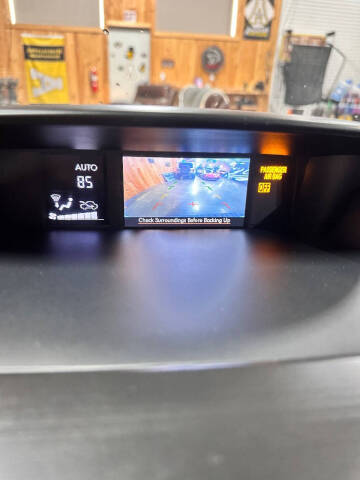 AUTO
85
Check Surroundings Before Backing Up
PASSENGER
AIR BAG
OFF